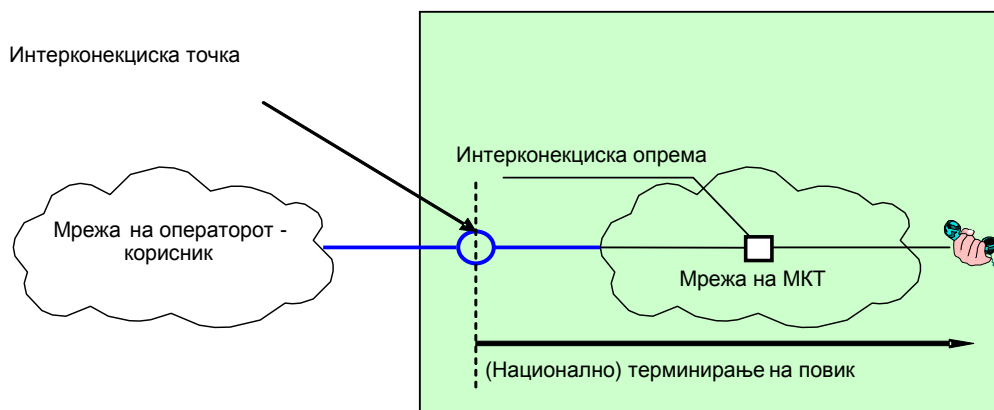 Интерконекциска точка
Интерконекциска опрема
Мрежа на операторот -
корисник
Мрежа на МКТ
(Национално) терминирање на повик